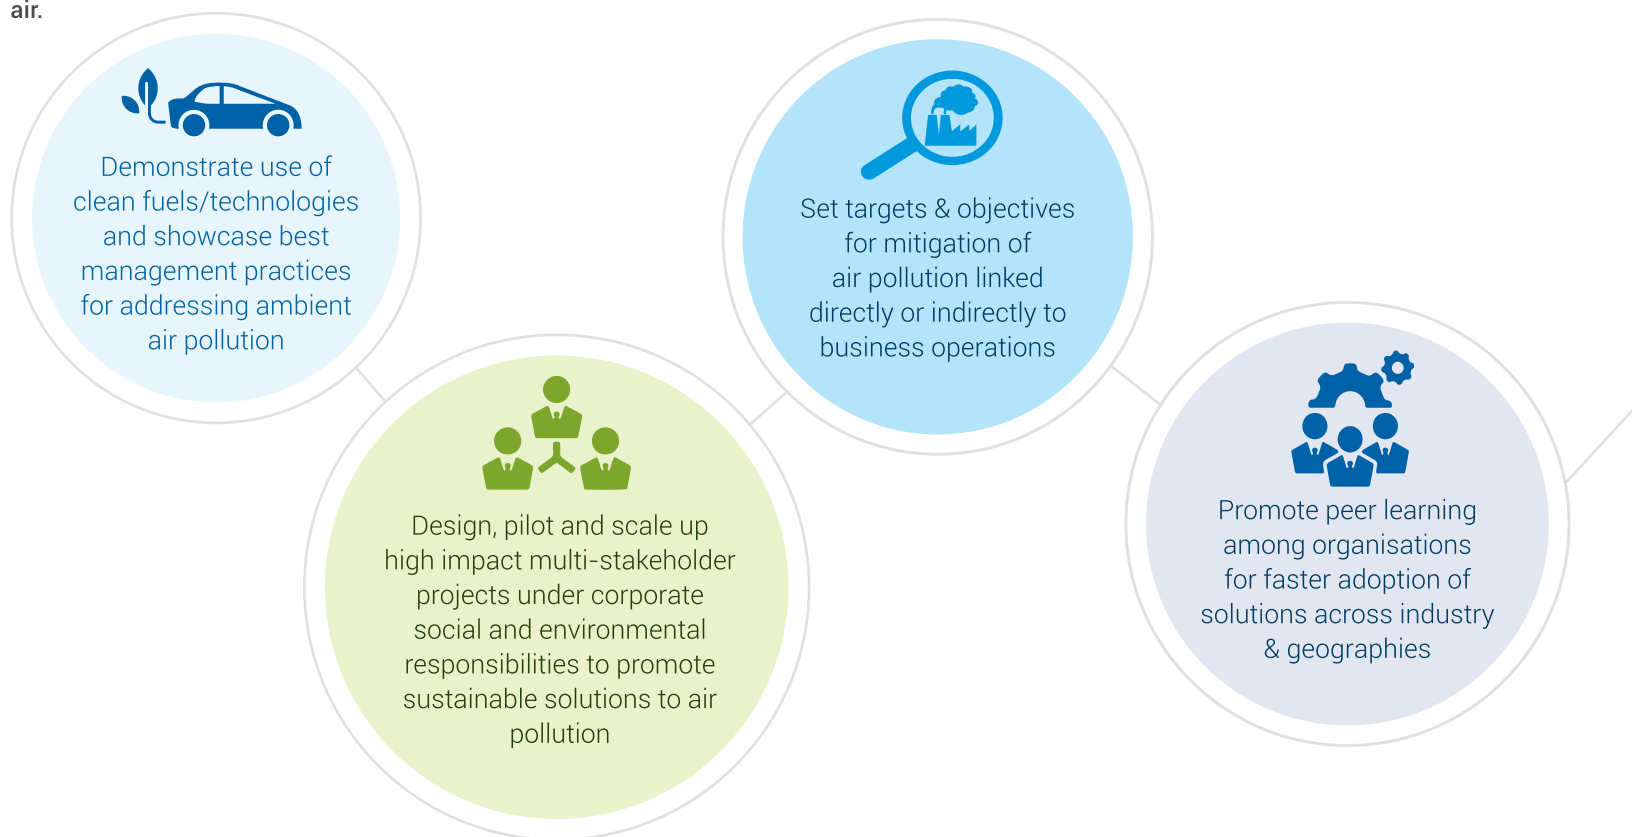 air.
Demonstrate use of
clean fuels/technologies
and showcase best
management practices
for addressing ambient
air pollution
Design, pilot and scale up
high impact multi-stakeholder
projects under corporate
social and environmental
responsibilities to promote
sustainable solutions to air
pollution
Set targets & objectives
for mitigation of
air pollution linked
directly or indirectly to
business operations
Promote peer learning
among organisations
for faster adoption of
solutions across industry
& geographies